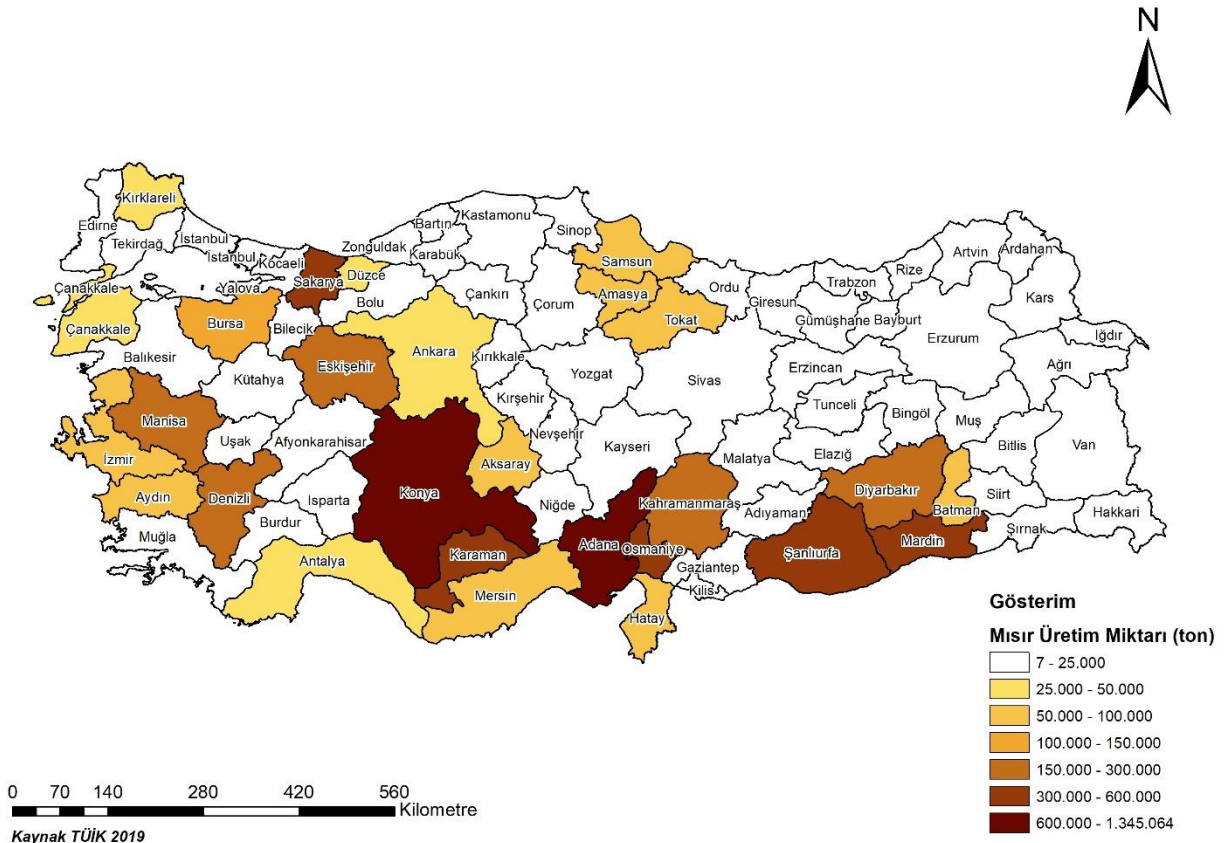 N
Kırklareli
Edirne
Tekirdağ
İstanbul
İstanbul
Kocaeli
Sakarya
Yalova
Düzce
Zonguldak
Bartın
Karabük
Kastamonu
Sinop
Samsun
Amasya
Tokat
Ordu
Giresun
Trabzon
Rize
Artvin
Ardahan
Kars
Gümüşhane
Bayburt
Erzurum
Iğdır
Ağrı
Çanakkale
Çanakkale
Bursa
Bilecik
Bolu
Çankırı
Çorum
Balıkesir
Kütahya
Eskişehir
Ankara
Kırıkkale
Yozgat
Sivas
Erzincan
Tunceli
Bingöl
Muş
Bitlis
Van
Manisa
Uşak
Afyonkarahisar
Kırşehir
Nevşehir
Kayseri
Malatya
Elazığ
İzmir
Aydın
Denizli
Isparta
Konya
Aksaray
Niğde
Kahramanmaraş
Adıyaman
Diyarbakır
Batman
Siirt
Şırnak
Hakkari
Muğla
Burdur
Antalya
Karaman
Mersin
Adana
Osmaniye
Gaziantep
Kilis
Şanlıurfa
Mardin
Hatay
Gösterim
Mısır Üretim Miktarı (ton)
7 - 25.000
25.000 - 50.000
50.000 - 100.000
100.000 - 150.000
150.000 - 300.000
300.000 - 600.000
600.000 - 1.345.064
0 70 140 280 420 560
Kilometre
Kaynak TÜİK 2019